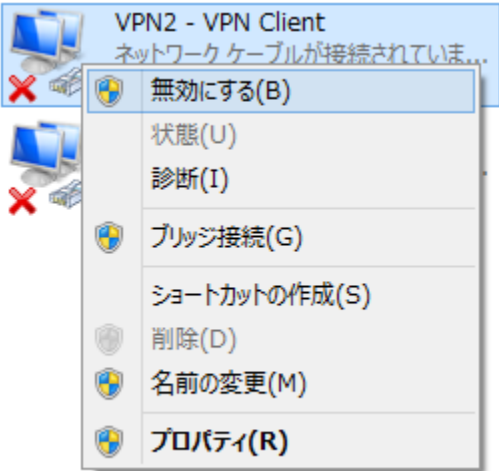 VPN2 - VPN Client
ネットワーク ケーブルが接続されていま...
無効にする(B)
状態(U)
診断(I)
ブリッジ接続(G)
ショートカットの作成(S)
削除(D)
名前の変更(M)
プロパティ(R)